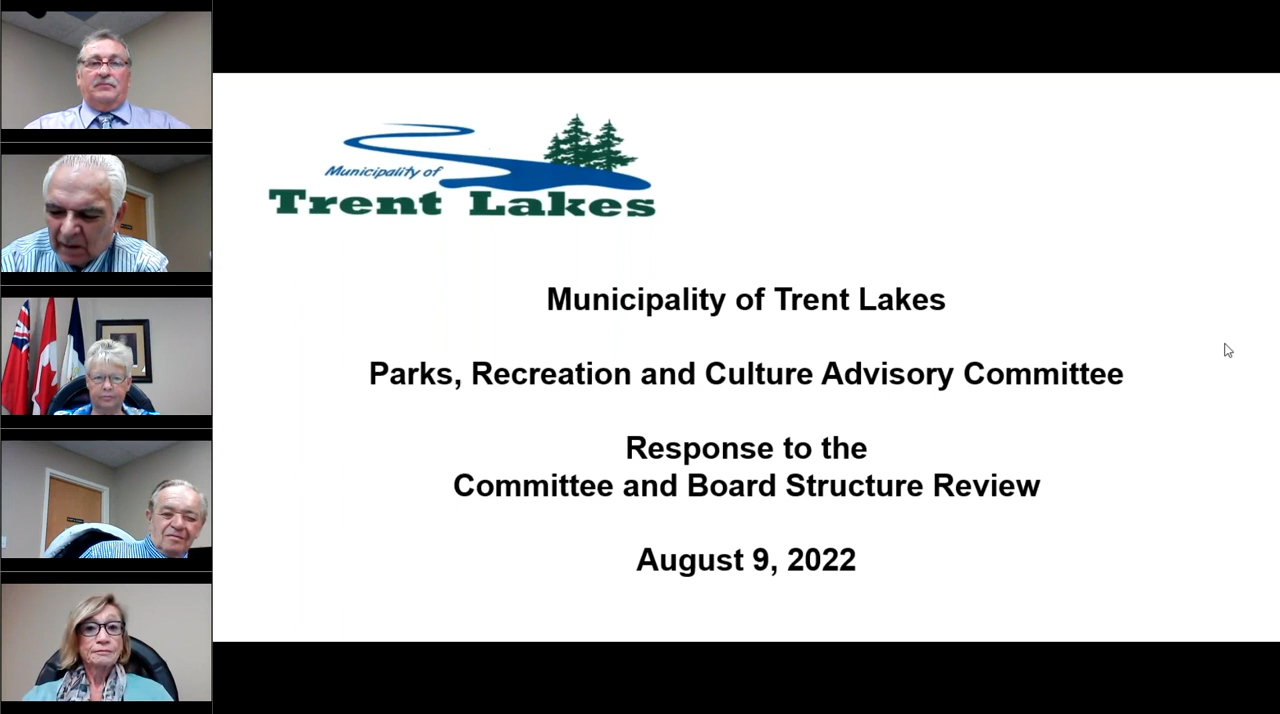 Municipality of
Trent Lakes
Municipality of Trent Lakes
Parks, Recreation and Culture Advisory Committee
Response to the
Committee and Board Structure Review
August 9, 2022